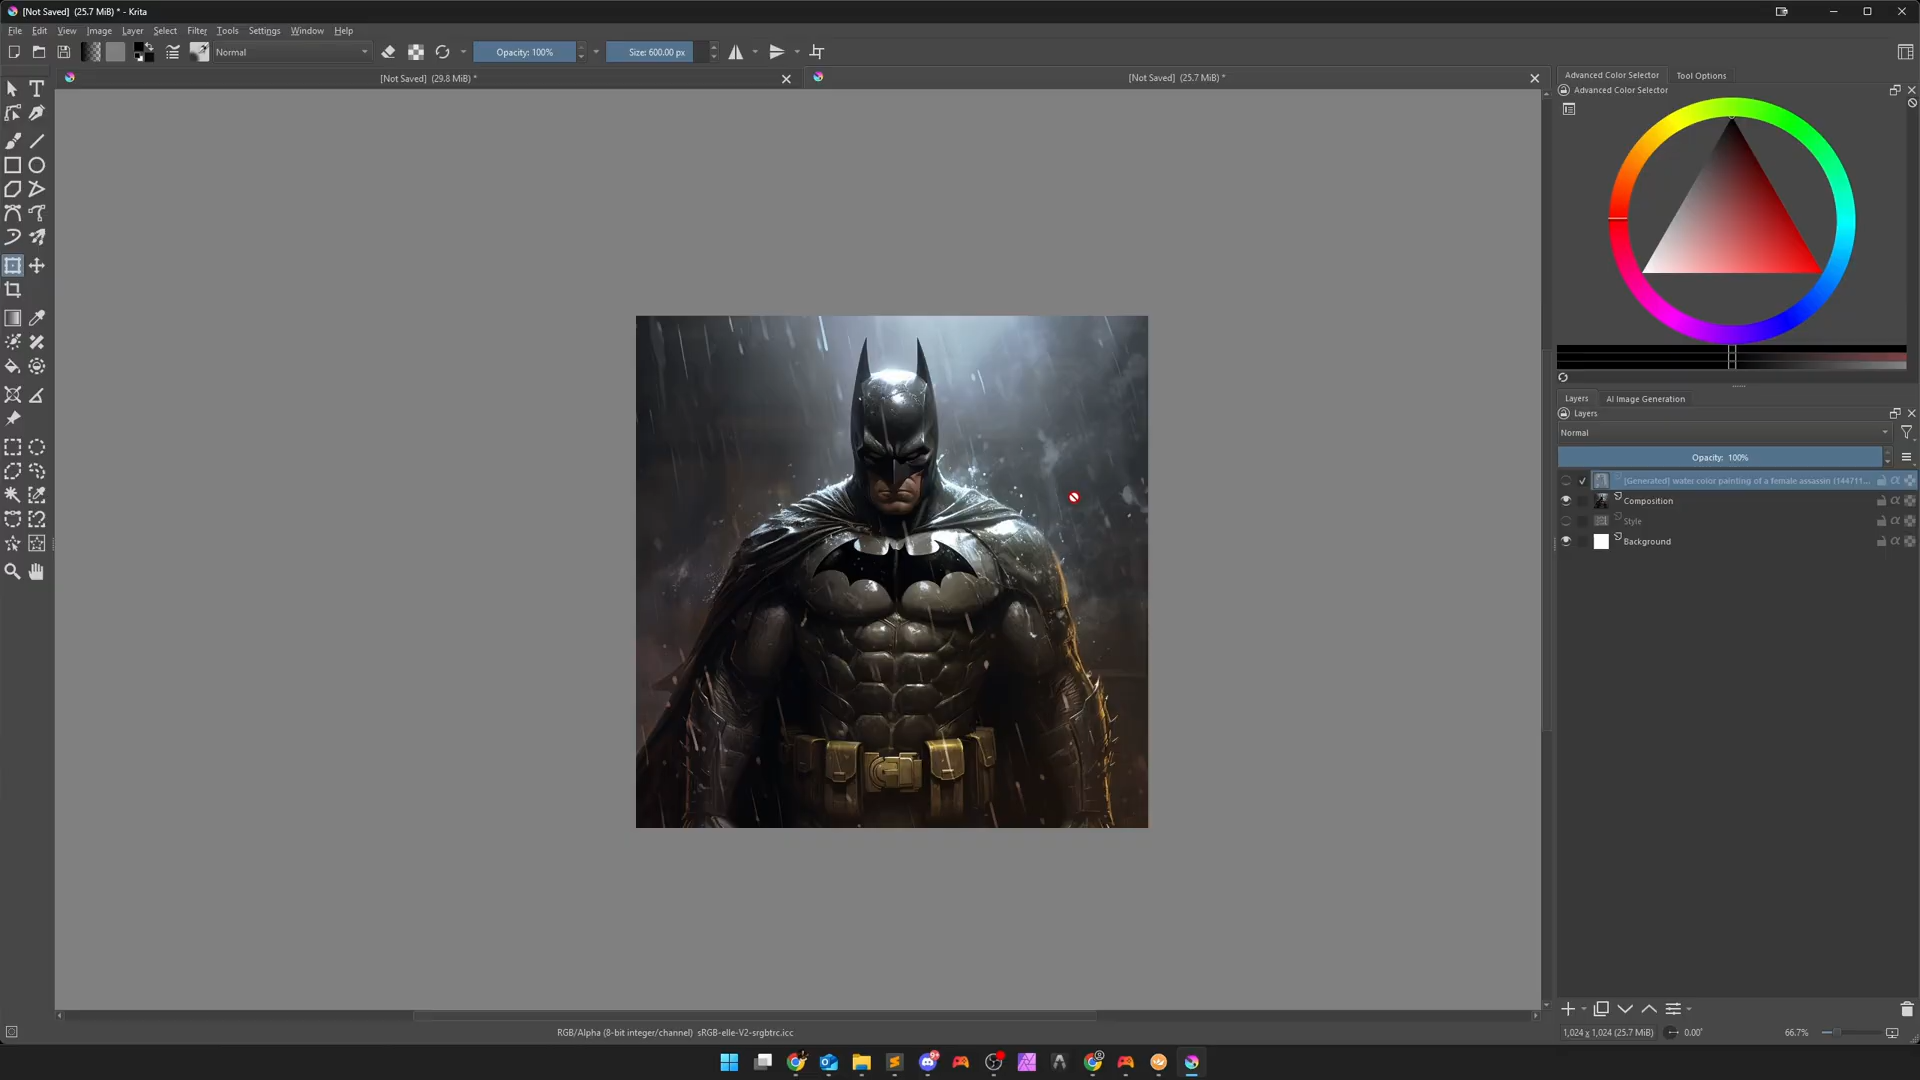 [Not Saved]  (25.7 MiB) * - Krita
File Edit View Image Layer Select Filter Tools Settings Window Help
Normal
Opacity: 100%
Size: 600.00 px
[Not Saved]  (29.8 MiB) *
[Not Saved]  (25.7 MiB) *
Advanced Color Selector
Tool Options
Advanced Color Selector
Layers
AI Image Generation
Layers
Normal
Opacity:  100%
[Generated] water color painting of a female assassin (144711...
Composition
Style
Background
RGB/Alpha (8-bit integer/channel)  sRGB-elle-V2-srgbtrc.icc
1,024 x 1,024 (25.7 MiB)
0.00°
66.7%